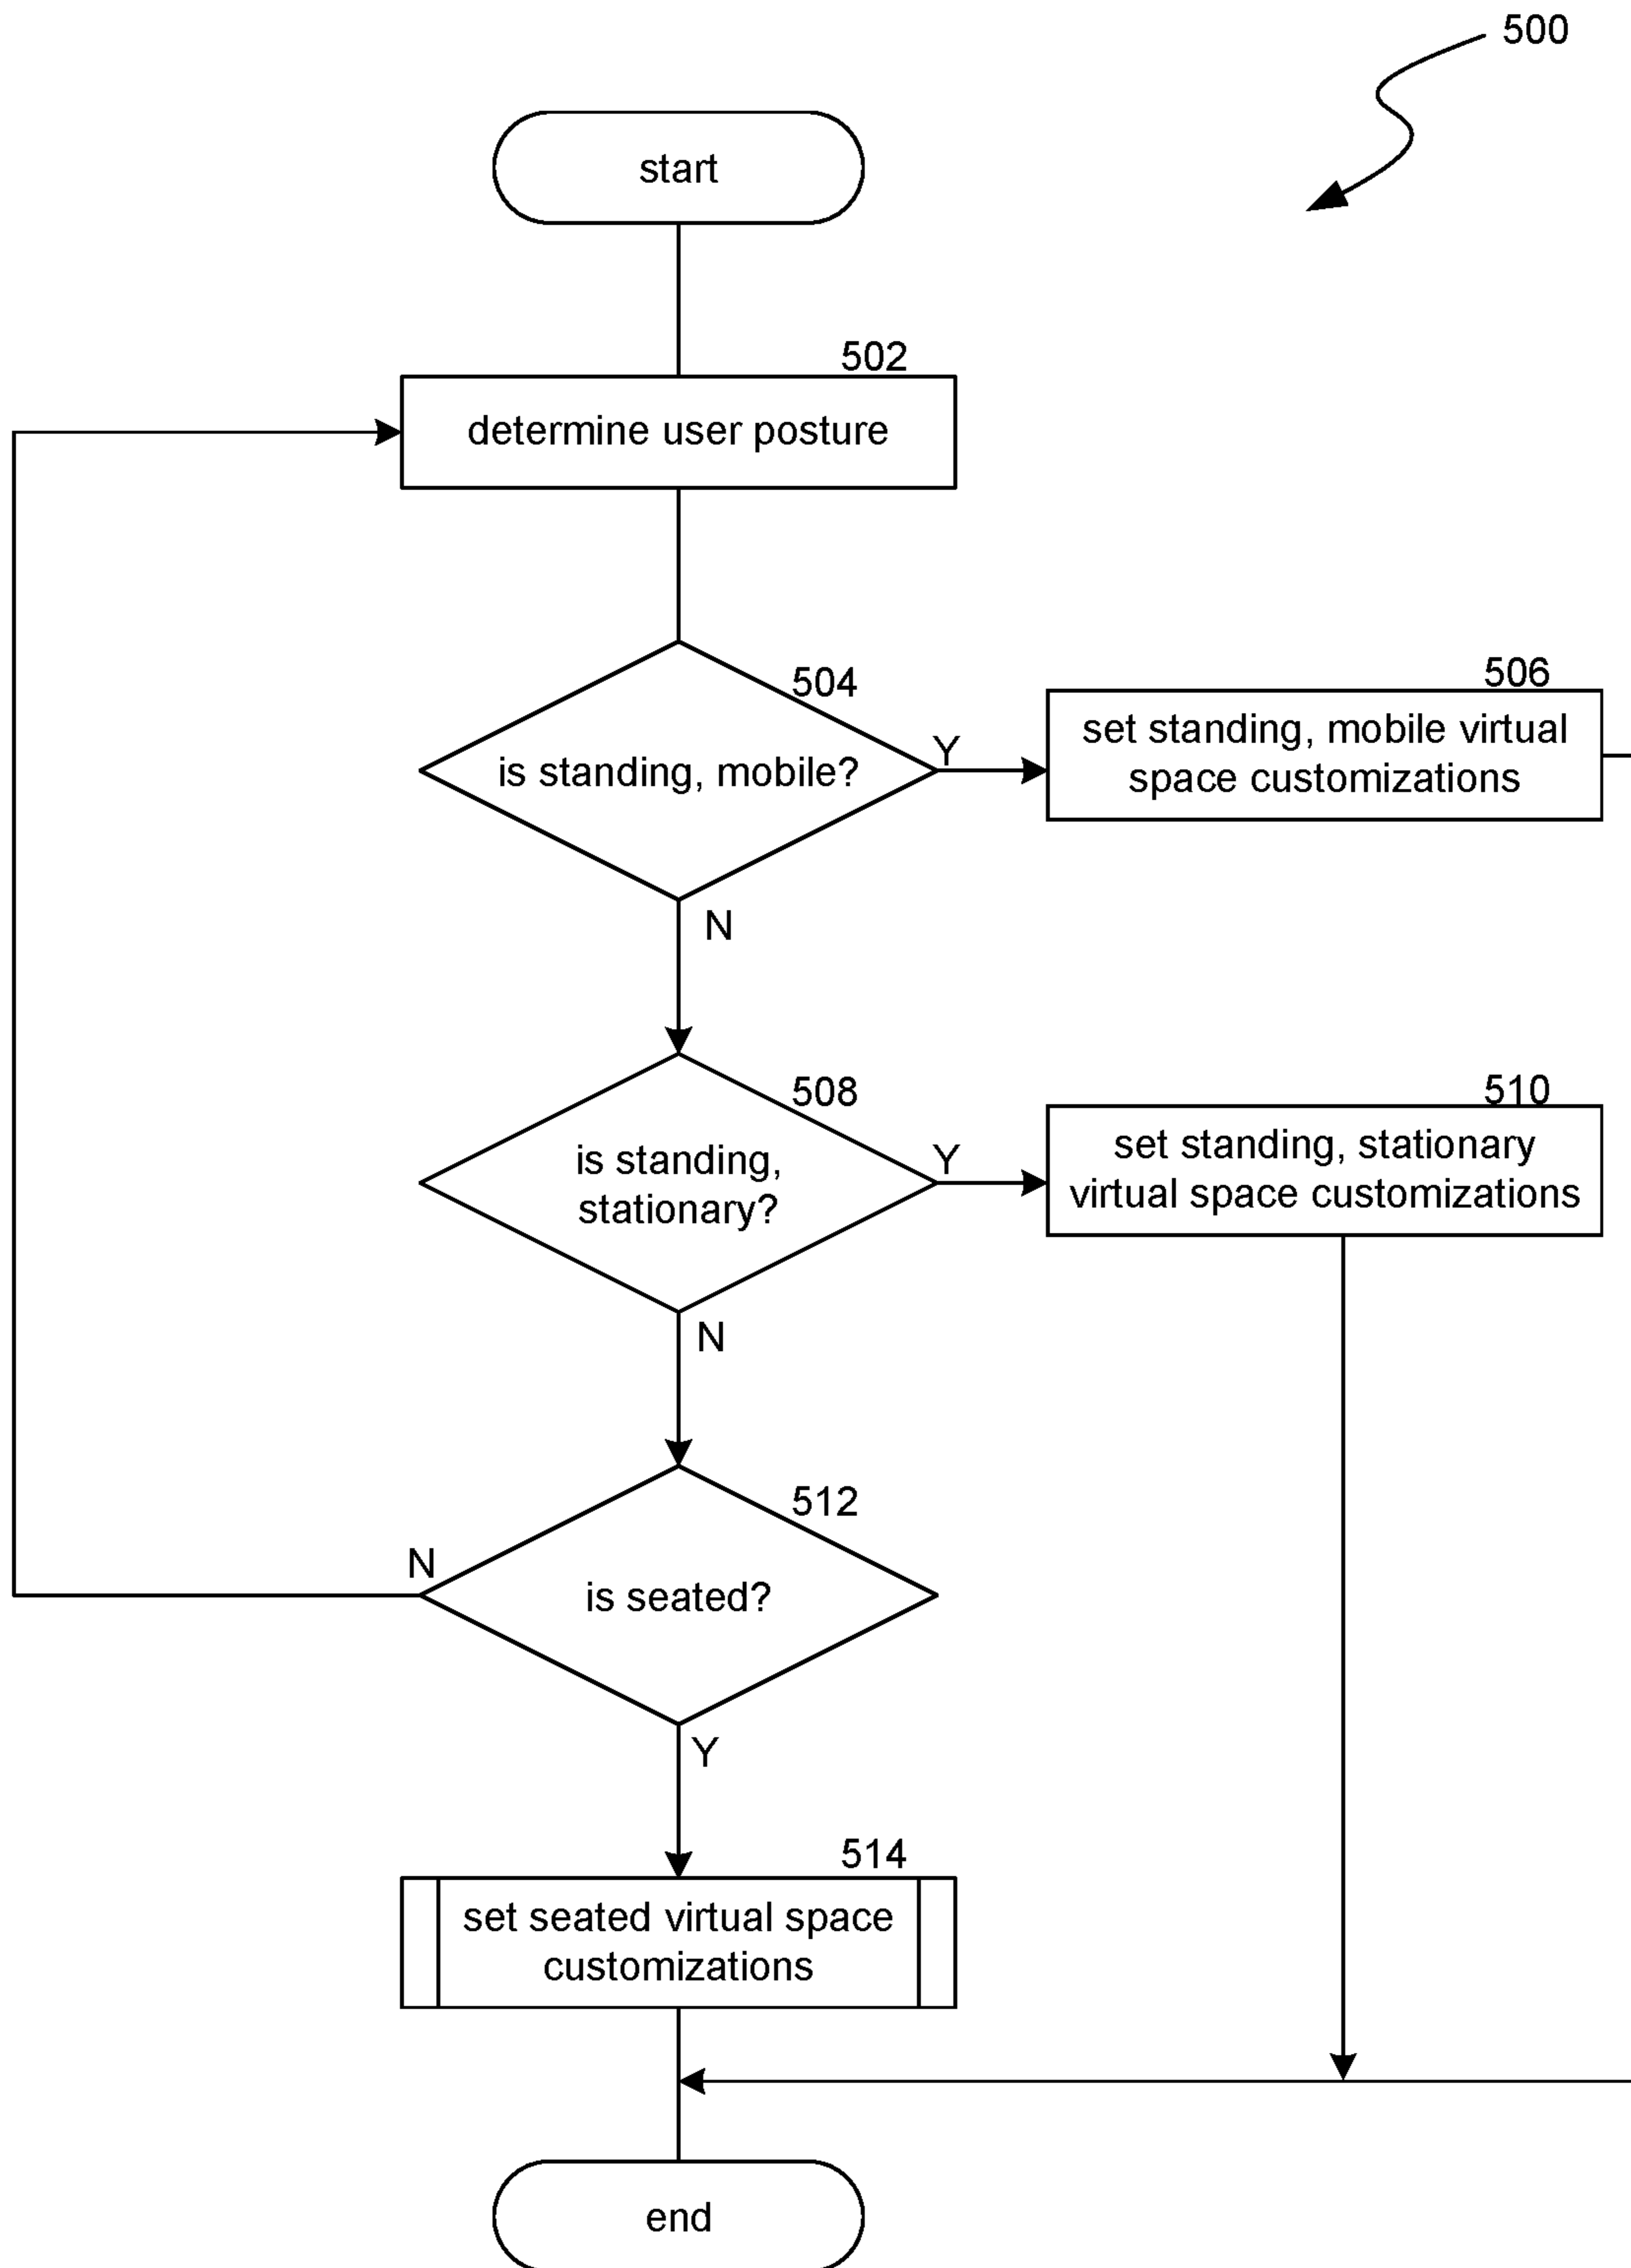 500
start
502
determine user posture
504
is standing, mobile?
Y
506
set standing, mobile virtual
space customizations
N
508
is standing,
stationary?
Y
510
set standing, stationary
virtual space customizations
N
512
is seated?
N
Y
514
set seated virtual space
customizations
end